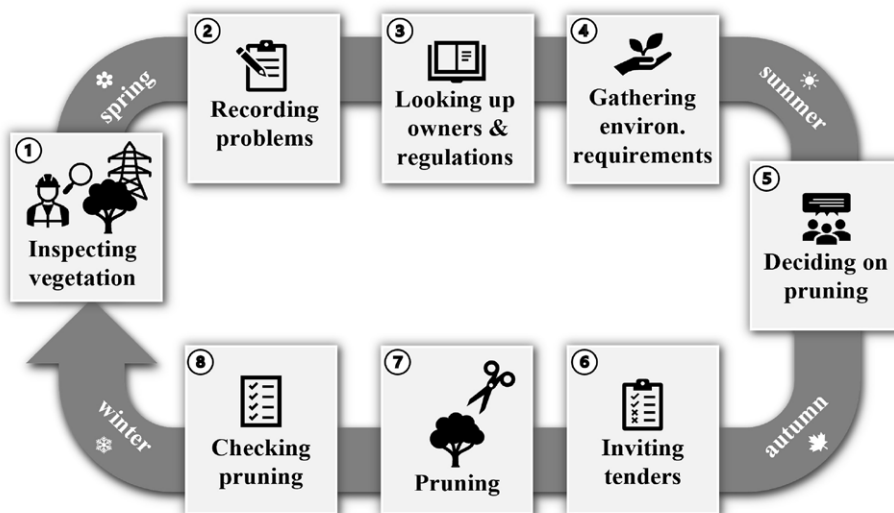 1
Inspecting
vegetation
spring
2
Recording
problems
3
Looking up
owners &
regulations
4
Gathering
environ.
requirements
summer
5
Deciding on
pruning
autumn
6
Inviting
tenders
7
Pruning
8
Checking
pruning
winter